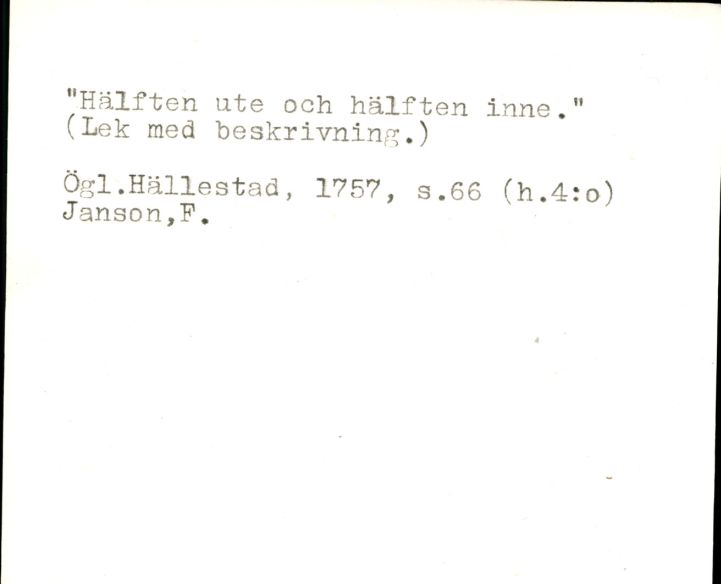 "Hälften ute och hälften inne."
(Lek med beskrivning.)
Ögl.Hällestad, 1757, s.66 (h.4:o)
Janson,F.